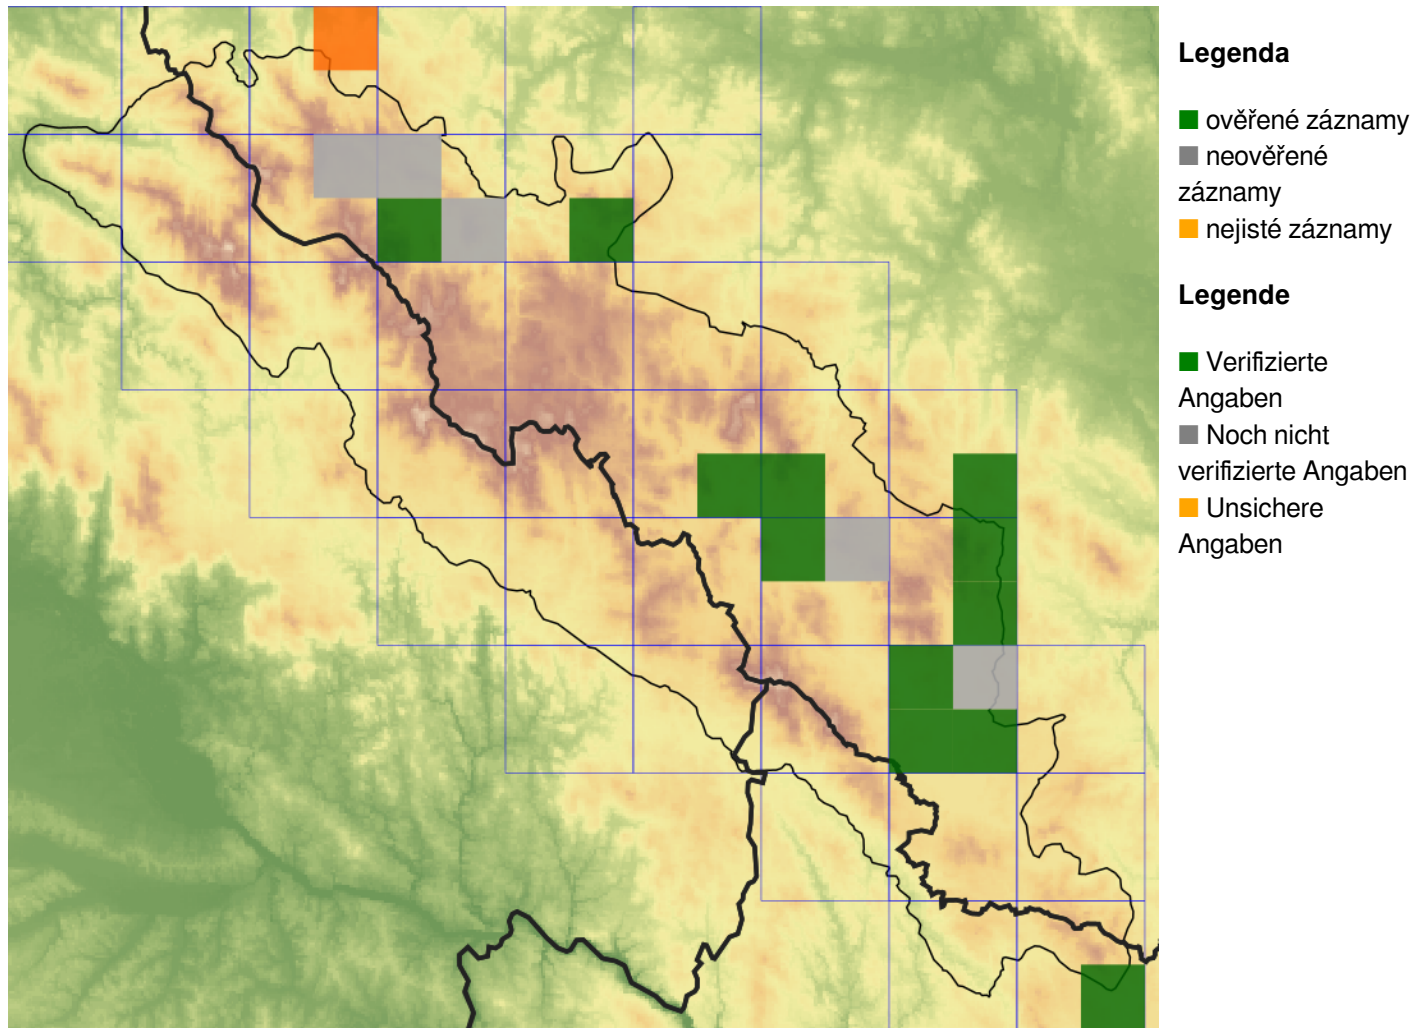 Legenda
ověřené záznamy
neověřené
záznamy
nejisté záznamy
Legende
Verifizierte
Angaben
Noch nicht
verifizierte Angaben
Unsichere
Angaben